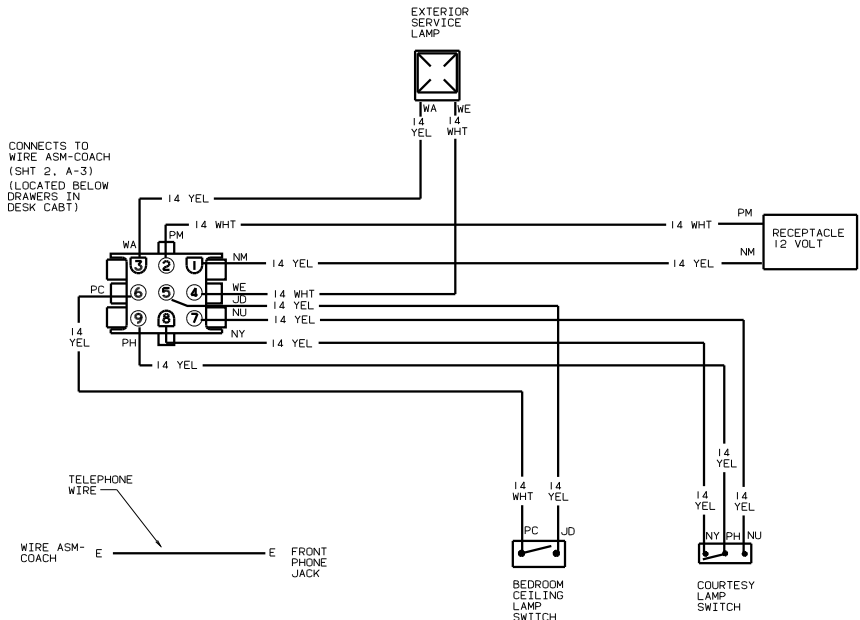 EXTERIOR
SERVICE
LAMP
WA WE
14
YEL
14
WHT
CONNECTS TO
WIRE ASM-COACH
(SHT 2, A-3)
(LOCATED BELOW
DRAWERS IN
DESK CABT)
14 YEL
14 WHT
14 WHT
PM
RECEPTACLE
12 VOLT
WA
PM
NM
14 YEL
14 YEL
NM
3 2 1
6 5 4
9 8 7
PC
WE
14 WHT
JD
14 YEL
NU
14 YEL
NY
14 YEL
14
YEL
PH
14 YEL
14
YEL
14
WHT
14
YEL
14
YEL
14
YEL
TELEPHONE
WIRE
WIRE ASM-
COACH
E
E
FRONT
PHONE
JACK
PC JD
BEDROOM
CEILING
LAMP
SWITCH
NY PH NU
COURTESY
LAMP
SWITCH